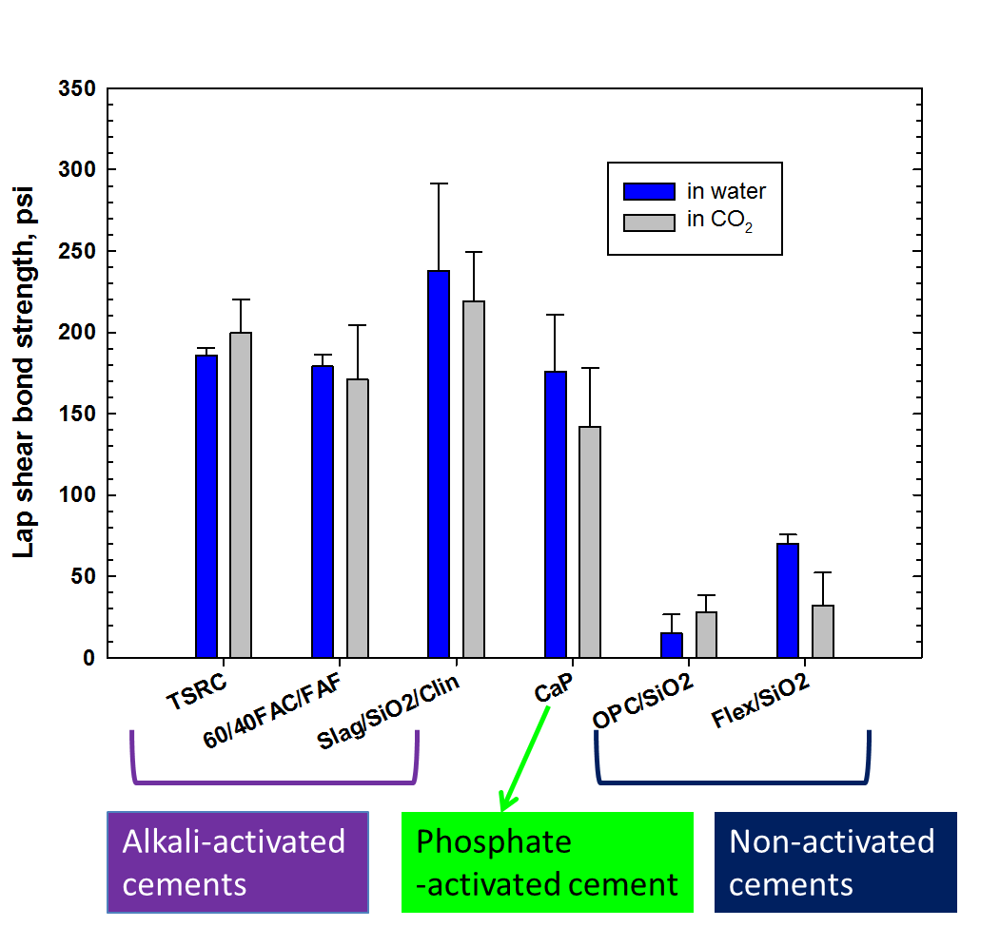 350
300
250
200
150
100
50
0
Lap shear bond strength, psi
in water
in CO2
TSRC
60/40FAC/FAF
Slag/SiO2/Clin
CaP
OPC/SiO2
Flex/SiO2
Alkali-activated
cements
Phosphate
-activated cement
Non-activated
cements